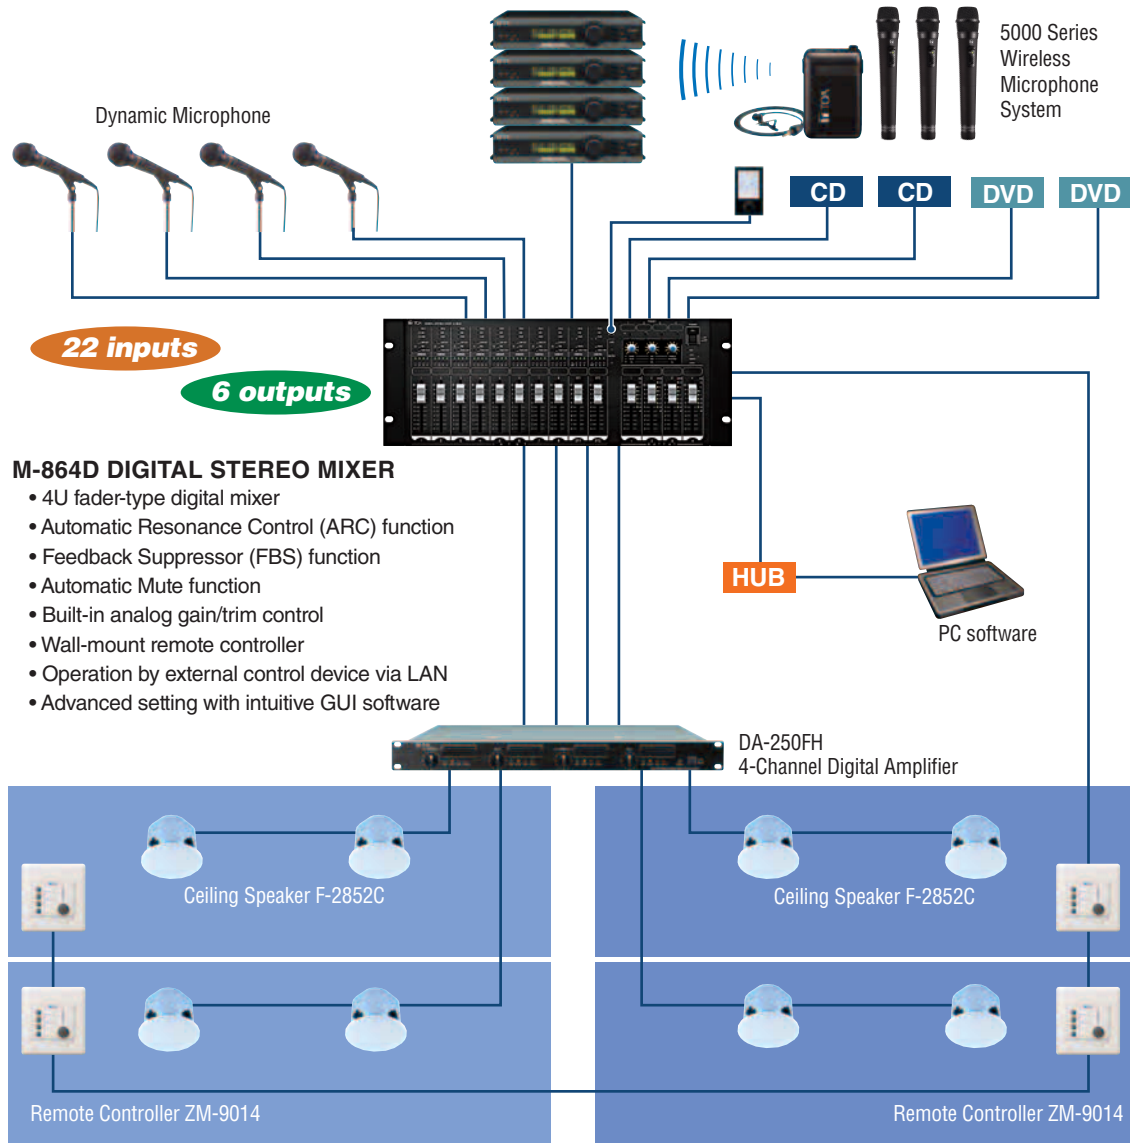 5000 Series
Wireless
Microphone
System
Dynamic Microphone
CD
CD
DVD
DVD
22 inputs
6 outputs
M-864D DIGITAL STEREO MIXER
• 4U fader-type digital mixer
• Automatic Resonance Control (ARC) function
• Feedback Suppressor (FBS) function
• Automatic Mute function
• Built-in analog gain/trim control
• Wall-mount remote controller
• Operation by external control device via LAN
• Advanced setting with intuitive GUI software
HUB
PC software
DA-250FH
4-Channel Digital Amplifier
Ceiling Speaker F-2852C
Ceiling Speaker F-2852C
Remote Controller ZM-9014
Remote Controller ZM-9014